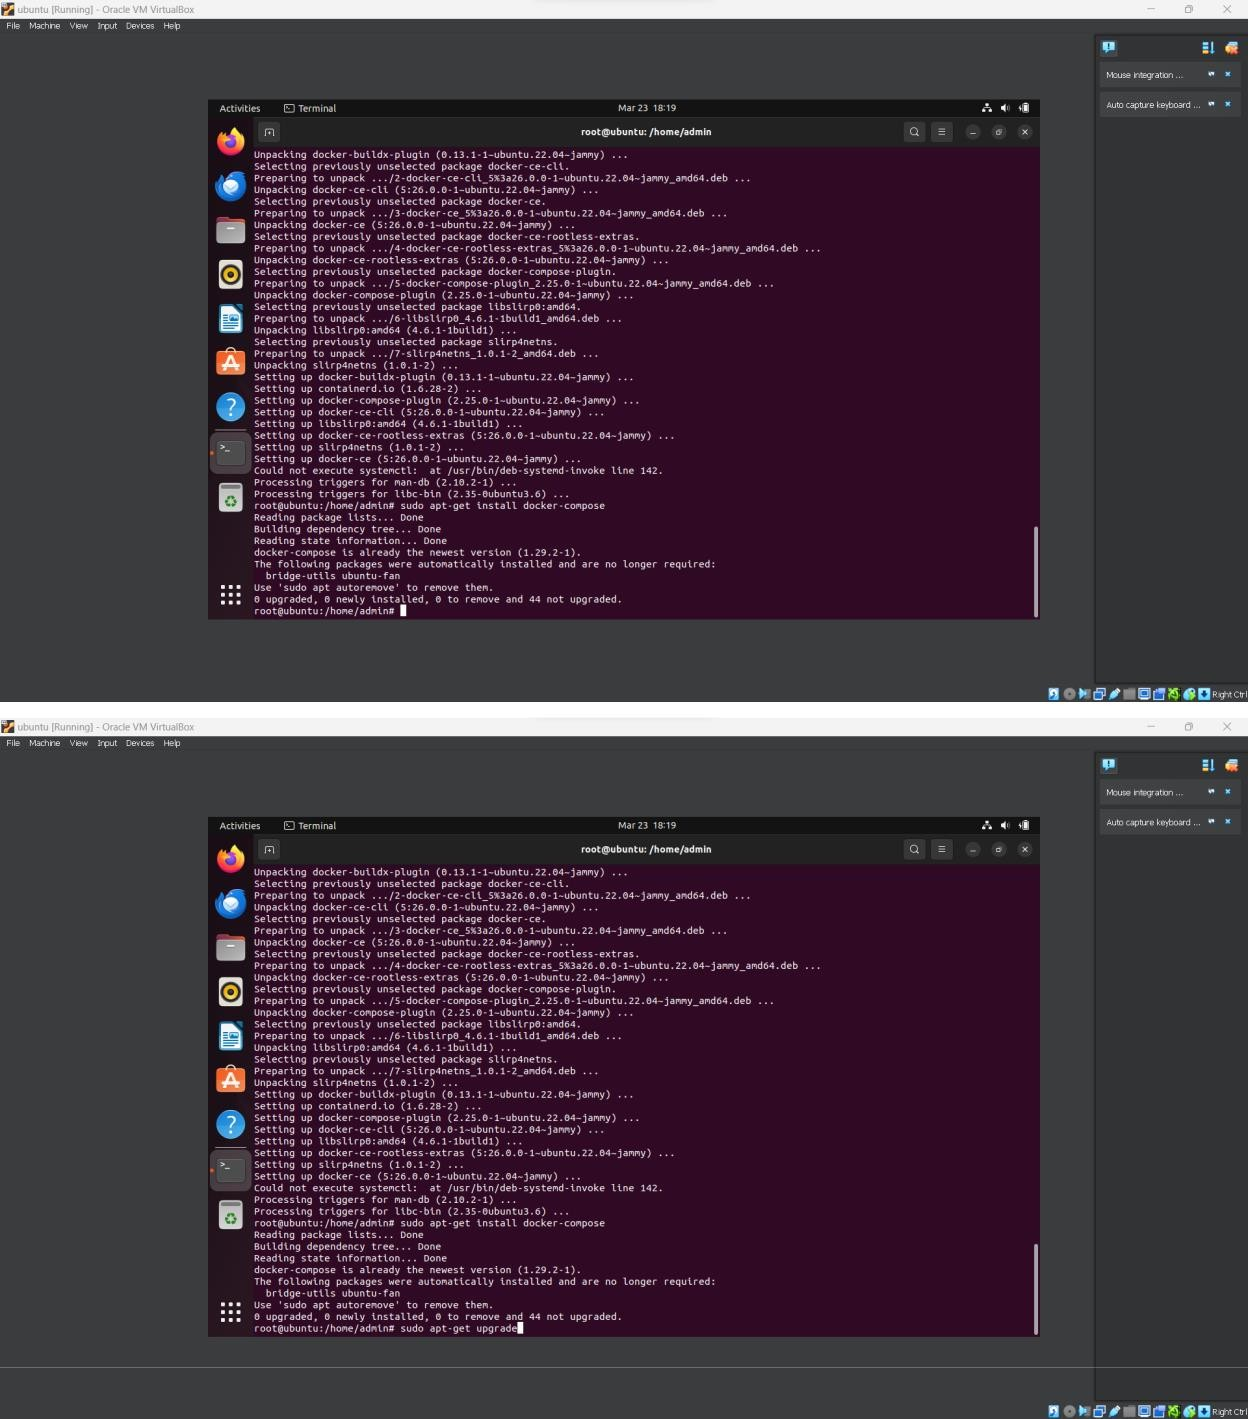 ubuntu [Running] - Oracle VM VirtualBox
File Machine View Input Devices Help
Mouse integration ...
Auto capture keyboard ...
Activities Terminal Mar 23 18:19
root@ubuntu: /home/admin
Unpacking docker-buildx-plugin (0.13.1-1~ubuntu.22.04~jammy) ...
Selecting previously unselected package docker-ce-cli.
Preparing to unpack .../2-docker-ce-cli_5%3a26.0.0-1~ubuntu.22.04~jammy_amd64.deb ...
Unpacking docker-ce-cli (5:26.0.0-1~ubuntu.22.04~jammy) ...
Selecting previously unselected package docker-ce.
Preparing to unpack .../3-docker-ce_5%3a26.0.0-1~ubuntu.22.04~jammy_amd64.deb ...
Unpacking docker-ce (5:26.0.0-1~ubuntu.22.04~jammy) ...
Selecting previously unselected package docker-ce-rootless-extras.
Preparing to unpack .../4-docker-ce-rootless-extras_5%3a26.0.0-1~ubuntu.22.04~jammy_amd64.deb ...
Unpacking docker-ce-rootless-extras (5:26.0.0-1~ubuntu.22.04~jammy) ...
Selecting previously unselected package docker-compose-plugin.
Preparing to unpack .../5-docker-compose-plugin_2.25.0-1~ubuntu.22.04~jammy_amd64.deb ...
Unpacking docker-compose-plugin (2.25.0-1~ubuntu.22.04~jammy) ...
Selecting previously unselected package libslirp0:amd64.
Preparing to unpack .../6-libslirp0_4.6.1-1build1_amd64.deb ...
Unpacking libslirp0:amd64 (4.6.1-1build1) ...
Selecting previously unselected package slirp4netns.
Preparing to unpack .../7-slirp4netns_1.0.1-2_amd64.deb ...
Unpacking slirp4netns (1.0.1-2) ...
Setting up docker-buildx-plugin (0.13.1-1~ubuntu.22.04~jammy) ...
Setting up containerd.io (1.6.28-2) ...
Setting up docker-compose-plugin (2.25.0-1~ubuntu.22.04~jammy) ...
Setting up docker-ce-cli (5:26.0.0-1~ubuntu.22.04~jammy) ...
Setting up libslirp0:amd64 (4.6.1-1build1) ...
Setting up docker-ce-rootless-extras (5:26.0.0-1~ubuntu.22.04~jammy) ...
Setting up slirp4netns (1.0.1-2) ...
Setting up docker-ce (5:26.0.0-1~ubuntu.22.04~jammy) ...
Could not execute systemctl:  at /usr/bin/deb-systemd-invoke line 142.
Processing triggers for man-db (2.10.2-1) ...
Processing triggers for libc-bin (2.35-0ubuntu3.6) ...
root@ubuntu:/home/admin# sudo apt-get install docker-compose
Reading package lists... Done
Building dependency tree... Done
Reading state information... Done
docker-compose is already the newest version (1.29.2-1).
The following packages were automatically installed and are no longer required:
  bridge-utils ubuntu-fan
Use 'sudo apt autoremove' to remove them.
0 upgraded, 0 newly installed, 0 to remove and 44 not upgraded.
root@ubuntu:/home/admin#
Right Ctrl
ubuntu [Running] - Oracle VM VirtualBox
File Machine View Input Devices Help
Mouse integration ...
Auto capture keyboard ...
Activities Terminal Mar 23 18:19
root@ubuntu: /home/admin
Unpacking docker-buildx-plugin (0.13.1-1~ubuntu.22.04~jammy) ...
Selecting previously unselected package docker-ce-cli.
Preparing to unpack .../2-docker-ce-cli_5%3a26.0.0-1~ubuntu.22.04~jammy_amd64.deb ...
Unpacking docker-ce-cli (5:26.0.0-1~ubuntu.22.04~jammy) ...
Selecting previously unselected package docker-ce.
Preparing to unpack .../3-docker-ce_5%3a26.0.0-1~ubuntu.22.04~jammy_amd64.deb ...
Unpacking docker-ce (5:26.0.0-1~ubuntu.22.04~jammy) ...
Selecting previously unselected package docker-ce-rootless-extras.
Preparing to unpack .../4-docker-ce-rootless-extras_5%3a26.0.0-1~ubuntu.22.04~jammy_amd64.deb ...
Unpacking docker-ce-rootless-extras (5:26.0.0-1~ubuntu.22.04~jammy) ...
Selecting previously unselected package docker-compose-plugin.
Preparing to unpack .../5-docker-compose-plugin_2.25.0-1~ubuntu.22.04~jammy_amd64.deb ...
Unpacking docker-compose-plugin (2.25.0-1~ubuntu.22.04~jammy) ...
Selecting previously unselected package libslirp0:amd64.
Preparing to unpack .../6-libslirp0_4.6.1-1build1_amd64.deb ...
Unpacking libslirp0:amd64 (4.6.1-1build1) ...
Selecting previously unselected package slirp4netns.
Preparing to unpack .../7-slirp4netns_1.0.1-2_amd64.deb ...
Unpacking slirp4netns (1.0.1-2) ...
Setting up docker-buildx-plugin (0.13.1-1~ubuntu.22.04~jammy) ...
Setting up containerd.io (1.6.28-2) ...
Setting up docker-compose-plugin (2.25.0-1~ubuntu.22.04~jammy) ...
Setting up docker-ce-cli (5:26.0.0-1~ubuntu.22.04~jammy) ...
Setting up libslirp0:amd64 (4.6.1-1build1) ...
Setting up docker-ce-rootless-extras (5:26.0.0-1~ubuntu.22.04~jammy) ...
Setting up slirp4netns (1.0.1-2) ...
Setting up docker-ce (5:26.0.0-1~ubuntu.22.04~jammy) ...
Could not execute systemctl:  at /usr/bin/deb-systemd-invoke line 142.
Processing triggers for man-db (2.10.2-1) ...
Processing triggers for libc-bin (2.35-0ubuntu3.6) ...
root@ubuntu:/home/admin# sudo apt-get install docker-compose
Reading package lists... Done
Building dependency tree... Done
Reading state information... Done
docker-compose is already the newest version (1.29.2-1).
The following packages were automatically installed and are no longer required:
  bridge-utils ubuntu-fan
Use 'sudo apt autoremove' to remove them.
0 upgraded, 0 newly installed, 0 to remove and 44 not upgraded.
root@ubuntu:/home/admin# sudo apt-get upgrade
Right Ctrl